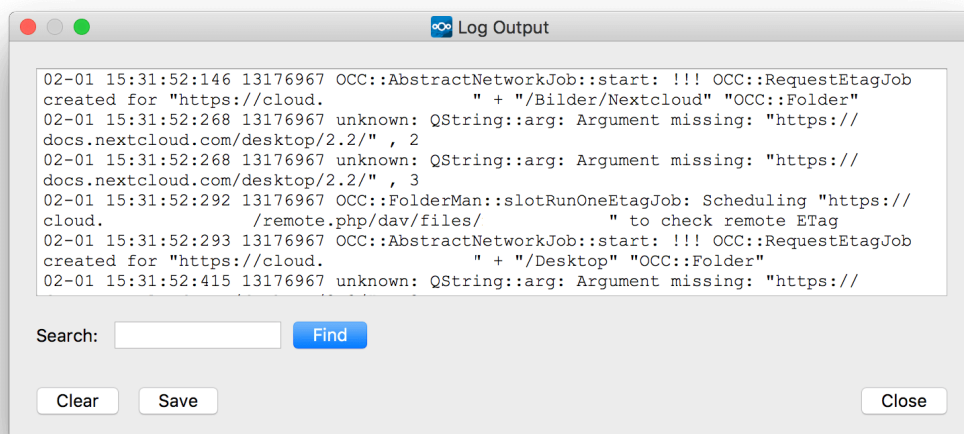 Log Output
02-01 15:31:52:146 13176967 OCC::AbstractNetworkJob::start: !!! OCC::RequestEtagJob
created for "https://cloud. " + "/Bilder/Nextcloud" "OCC::Folder"
02-01 15:31:52:268 13176967 unknown: QString::arg: Argument missing: "https://
docs.nextcloud.com/desktop/2.2/" , 2
02-01 15:31:52:268 13176967 unknown: QString::arg: Argument missing: "https://
docs.nextcloud.com/desktop/2.2/" , 3
02-01 15:31:52:292 13176967 OCC::FolderMan::slotRunOneEtagJob: Scheduling "https://
cloud. /remote.php/dav/files/ " to check remote ETag
02-01 15:31:52:293 13176967 OCC::AbstractNetworkJob::start: !!! OCC::RequestEtagJob
created for "https://cloud. " + "/Desktop" "OCC::Folder"
02-01 15:31:52:415 13176967 unknown: QString::arg: Argument missing: "https://
Search:
Find
Clear
Save
Close